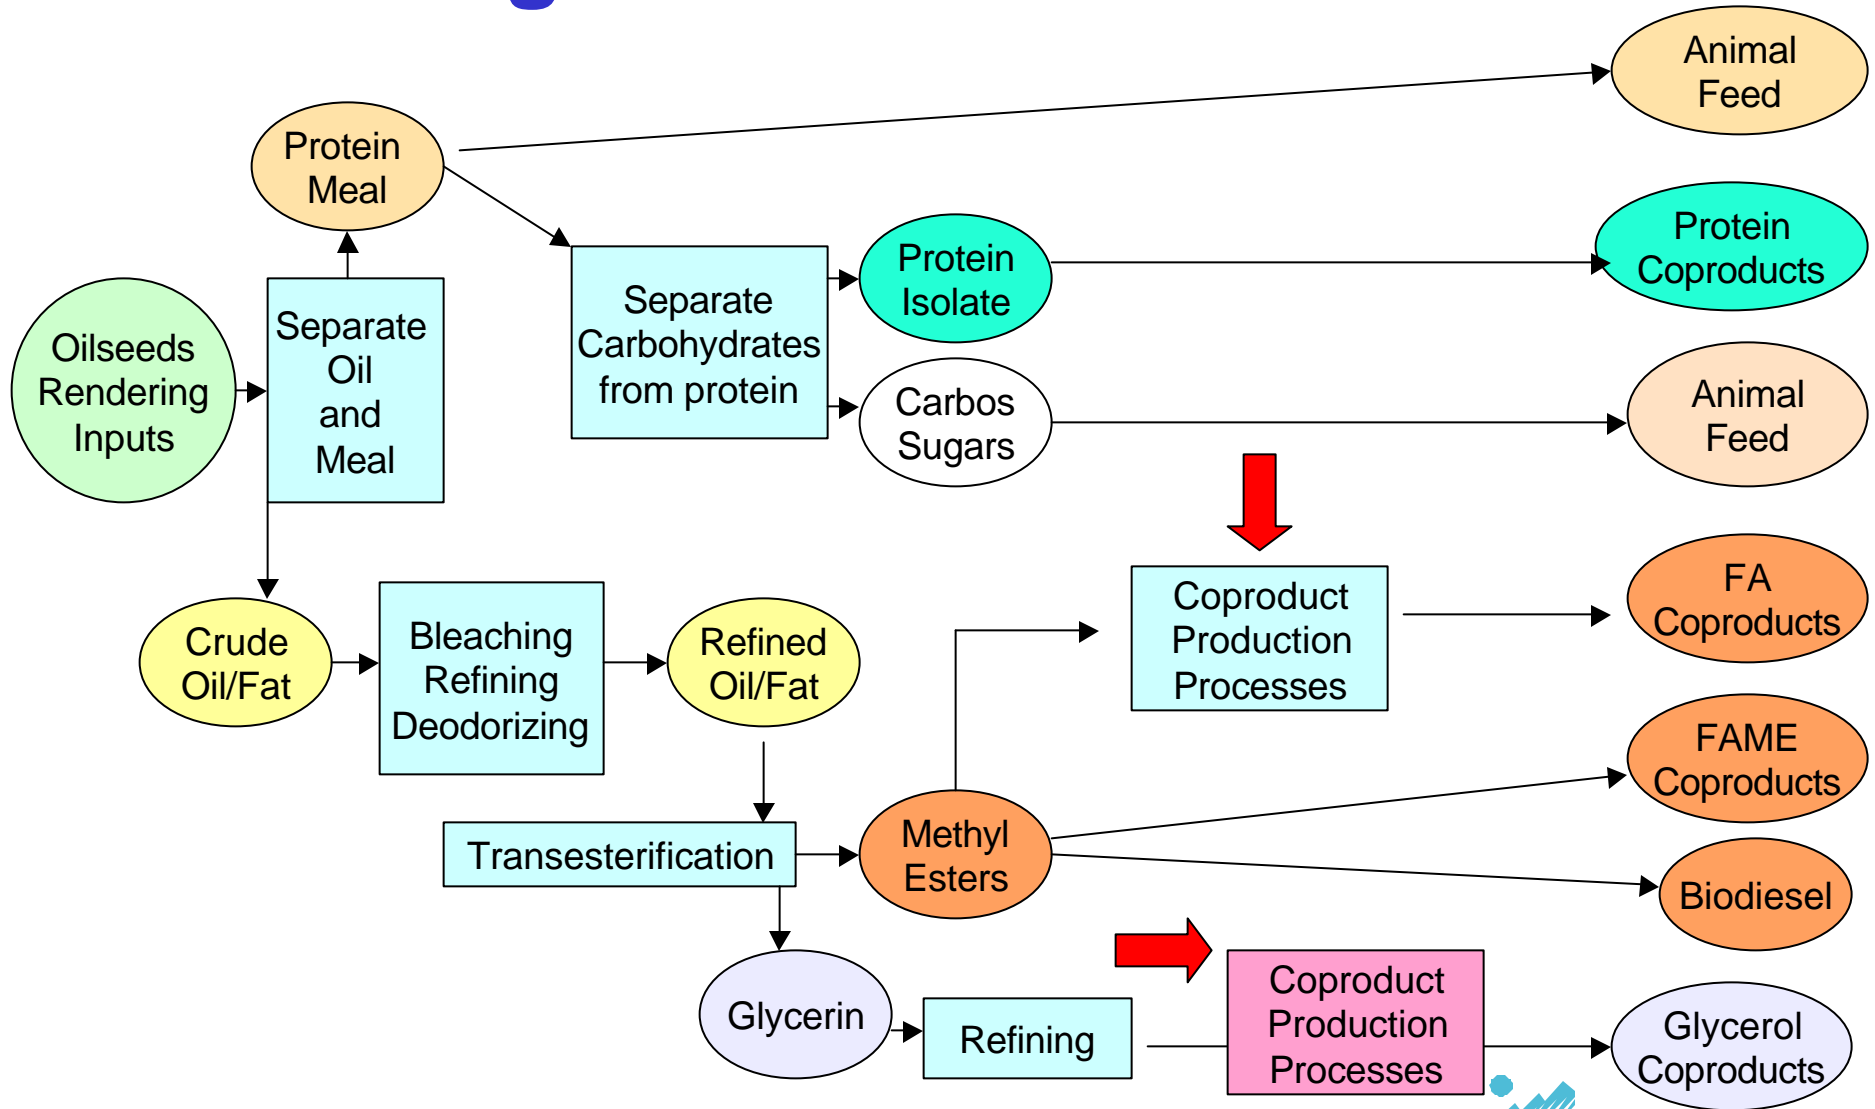 Animal
Feed
Protein
Meal
Protein
Coproducts
Protein
Isolate
Separate
Carbohydrates
from protein
Oilseeds
Rendering
Inputs
Separate
Oil
and
Meal
Carbos
Sugars
Animal
Feed
Coproduct
Production
Processes
FA
Coproducts
Crude
Oil/Fat
Bleaching
Refining
Deodorizing
Refined
Oil/Fat
FAME
Coproducts
Transesterification
Methyl
Esters
Biodiesel
Glycerin
Refining
Coproduct
Production
Processes
Glycerol
Coproducts